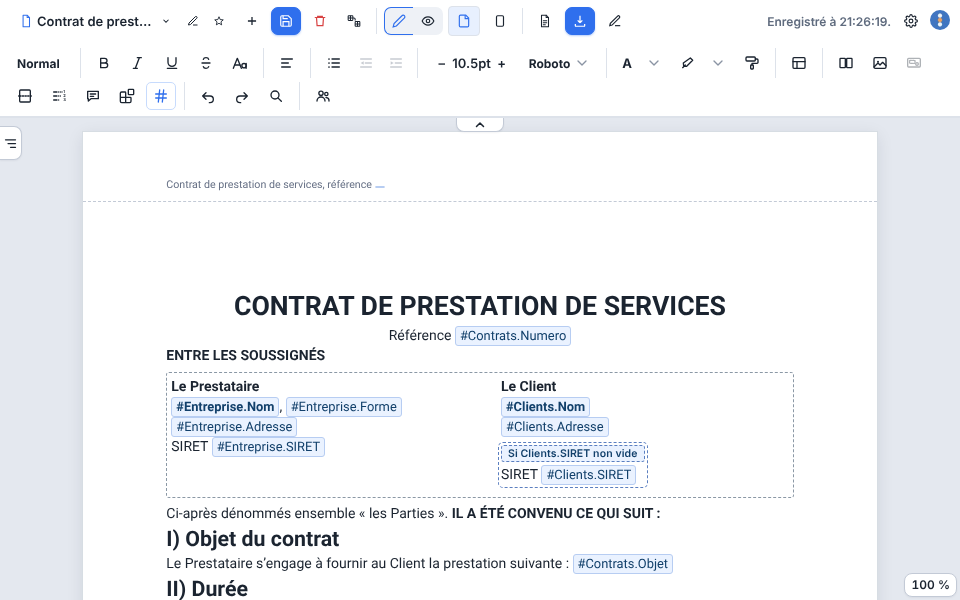 Contrat de prest...
Enregistré à 21:26:19.
Normal
B I U S Aa
– 10.5pt +
Roboto
A
#
Contrat de prestation de services, référence
CONTRAT DE PRESTATION DE SERVICES
Référence #Contrats.Numero
ENTRE LES SOUSSIGNÉS
Le Prestataire
#Entreprise.Nom, #Entreprise.Forme
#Entreprise.Adresse
SIRET #Entreprise.SIRET
Le Client
#Clients.Nom
#Clients.Adresse
Si Clients.SIRET non vide
SIRET #Clients.SIRET
Ci-après dénommés ensemble « les Parties ». IL A ÉTÉ CONVENU CE QUI SUIT :
I) Objet du contrat
Le Prestataire s’engage à fournir au Client la prestation suivante : #Contrats.Objet
II) Durée
100 %